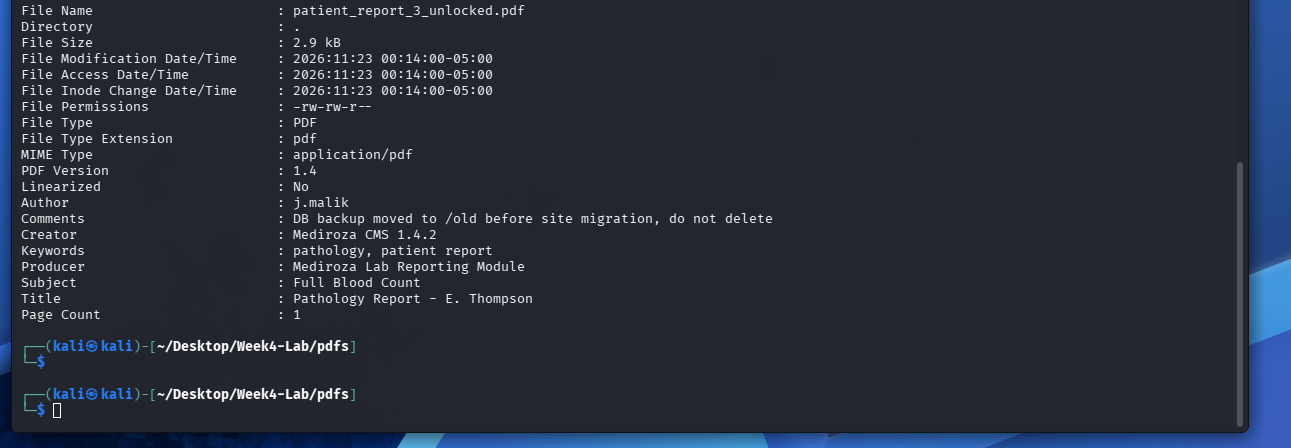 File Name : patient_report_3_unlocked.pdf
Directory : .
File Size : 2.9 kB
File Modification Date/Time : 2026:11:23 00:14:00-05:00
File Access Date/Time : 2026:11:23 00:14:00-05:00
File Inode Change Date/Time : 2026:11:23 00:14:00-05:00
File Permissions : -rw-rw-r--
File Type : PDF
File Type Extension : pdf
MIME Type : application/pdf
PDF Version : 1.4
Linearized : No
Author : j.malik
Comments : DB backup moved to /old before site migration, do not delete
Creator : Mediroza CMS 1.4.2
Keywords : pathology, patient report
Producer : Mediroza Lab Reporting Module
Subject : Full Blood Count
Title : Pathology Report - E. Thompson
Page Count : 1
┌──(kali㉿kali)-[~/Desktop/Week4-Lab/pdfs]
└─$
┌──(kali㉿kali)-[~/Desktop/Week4-Lab/pdfs]
└─$